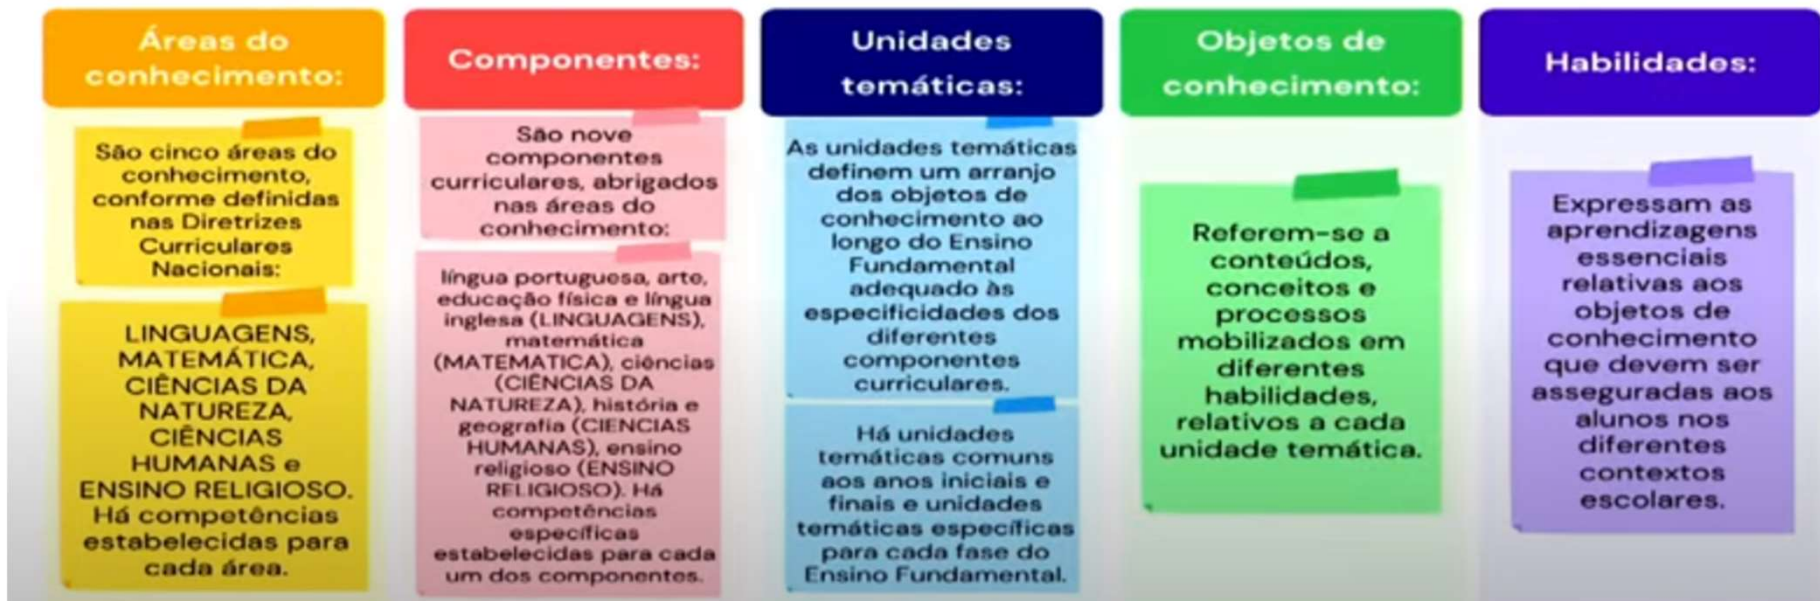 Áreas do
conhecimento:
São cinco áreas do
conhecimento,
conforme definidas
nas Diretrizes
Curriculares
Nacionais:
LINGUAGENS,
MATEMÁTICA,
CIÊNCIAS DA
NATUREZA,
CIÊNCIAS
HUMANAS e
ENSINO RELIGIOSO.
Há competências
estabelecidas para
cada área.
Componentes:
São nove
componentes
curriculares, abrigados
nas áreas do
conhecimento:
língua portuguesa, arte,
educação física e língua
inglesa (LINGUAGENS),
matemática
(MATEMATICA), ciências
(CIÊNCIAS DA
NATUREZA), história e
geografia (CIENCIAS
HUMANAS), ensino
religioso (ENSINO
RELIGIOSO). Há
competências
específicas
estabelecidas para cada
um dos componentes.
Unidades
temáticas:
As unidades temáticas
definem um arranjo
dos objetos de
conhecimento ao
longo do Ensino
Fundamental
adequado às
especificidades dos
diferentes
componentes
curriculares.
Há unidades
temáticas comuns
aos anos iniciais e
finais e unidades
temáticas específicas
para cada fase do
Ensino Fundamental.
Objetos de
conhecimento:
Referem-se a
conteúdos,
conceitos e
processos
mobilizados em
diferentes
habilidades,
relativos a cada
unidade temática.
Habilidades:
Expressam as
aprendizagens
essenciais
relativas aos
objetos de
conhecimento
que devem ser
asseguradas aos
alunos nos
diferentes
contextos
escolares.